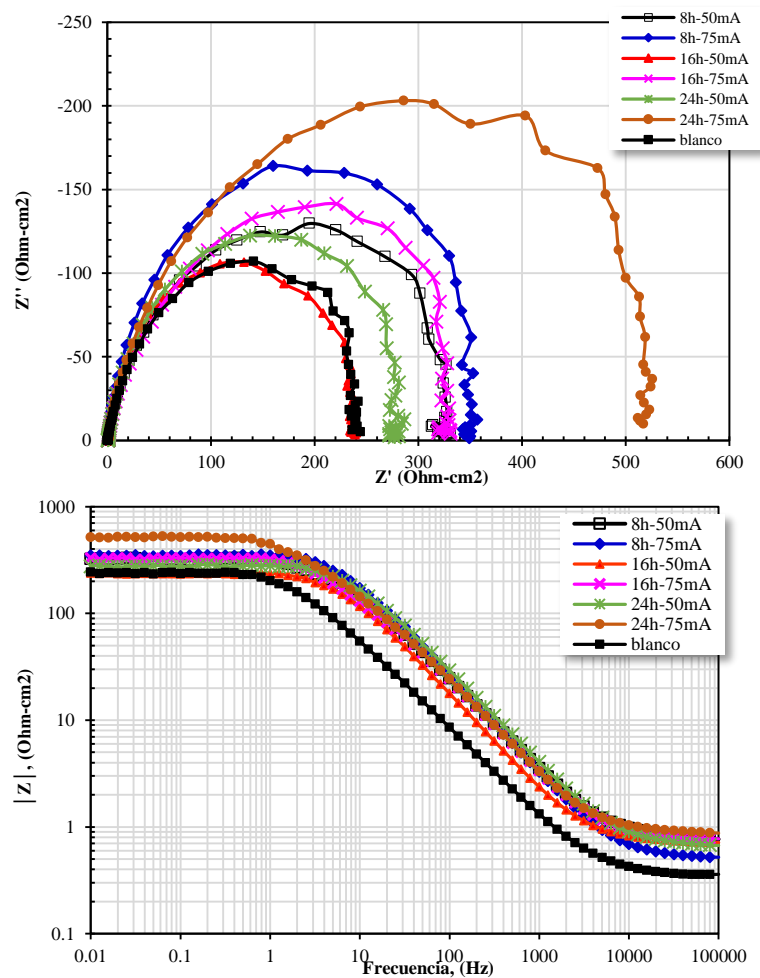 -250
-200
-150
-100
-50
0
0 100 200 300 400 500 600
Z'' (Ohm-cm2)
Z' (Ohm-cm2)
8h-50mA
8h-75mA
16h-50mA
16h-75mA
24h-50mA
24h-75mA
blanco
1000
100
10
1
0.1
0.01 0.1 1 10 100 1000 10000 100000
|Z|, (Ohm-cm2)
Frecuencia, (Hz)
8h-50mA
8h-75mA
16h-50mA
16h-75mA
24h-50mA
24h-75mA
blanco